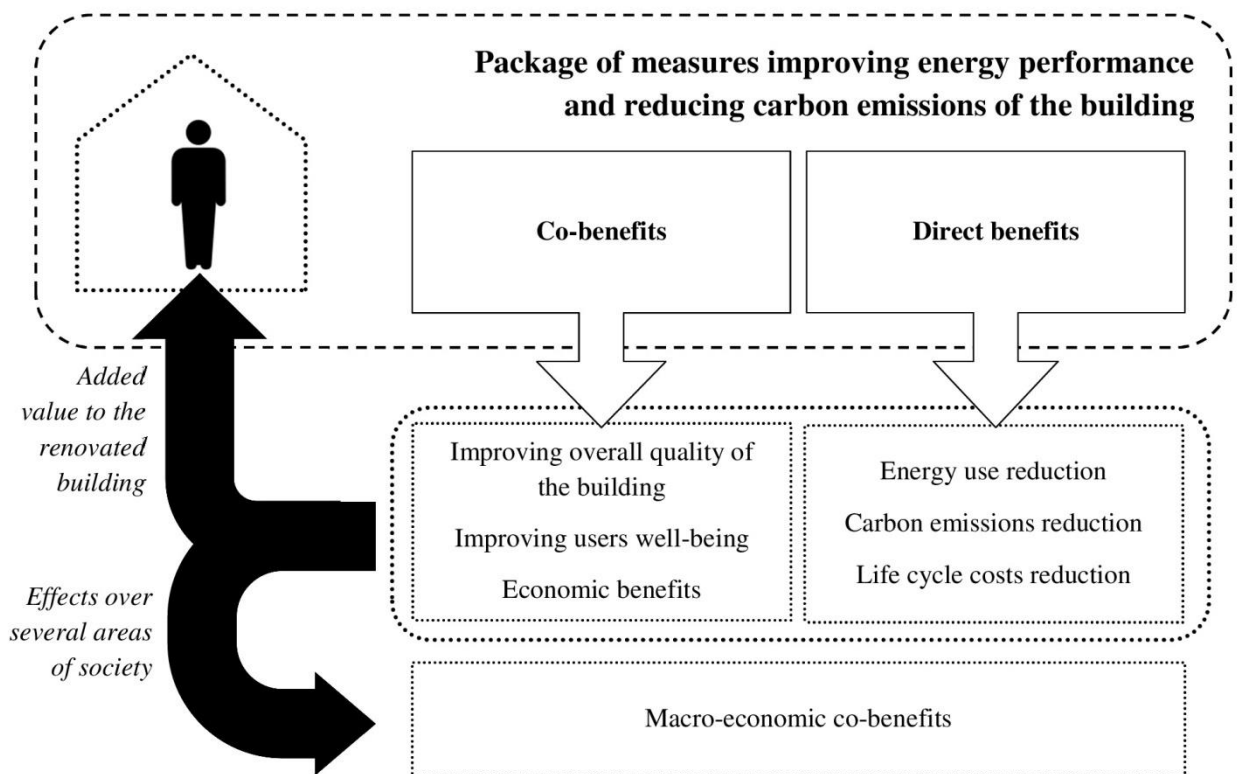 Package of measures improving energy performance
and reducing carbon emissions of the building
Co-benefits
Direct benefits
Added
value to the
renovated
building
Improving overall quality of
the building
Improving users well-being
Economic benefits
Energy use reduction
Carbon emissions reduction
Life cycle costs reduction
Effects over
several areas
of society
Macro-economic co-benefits